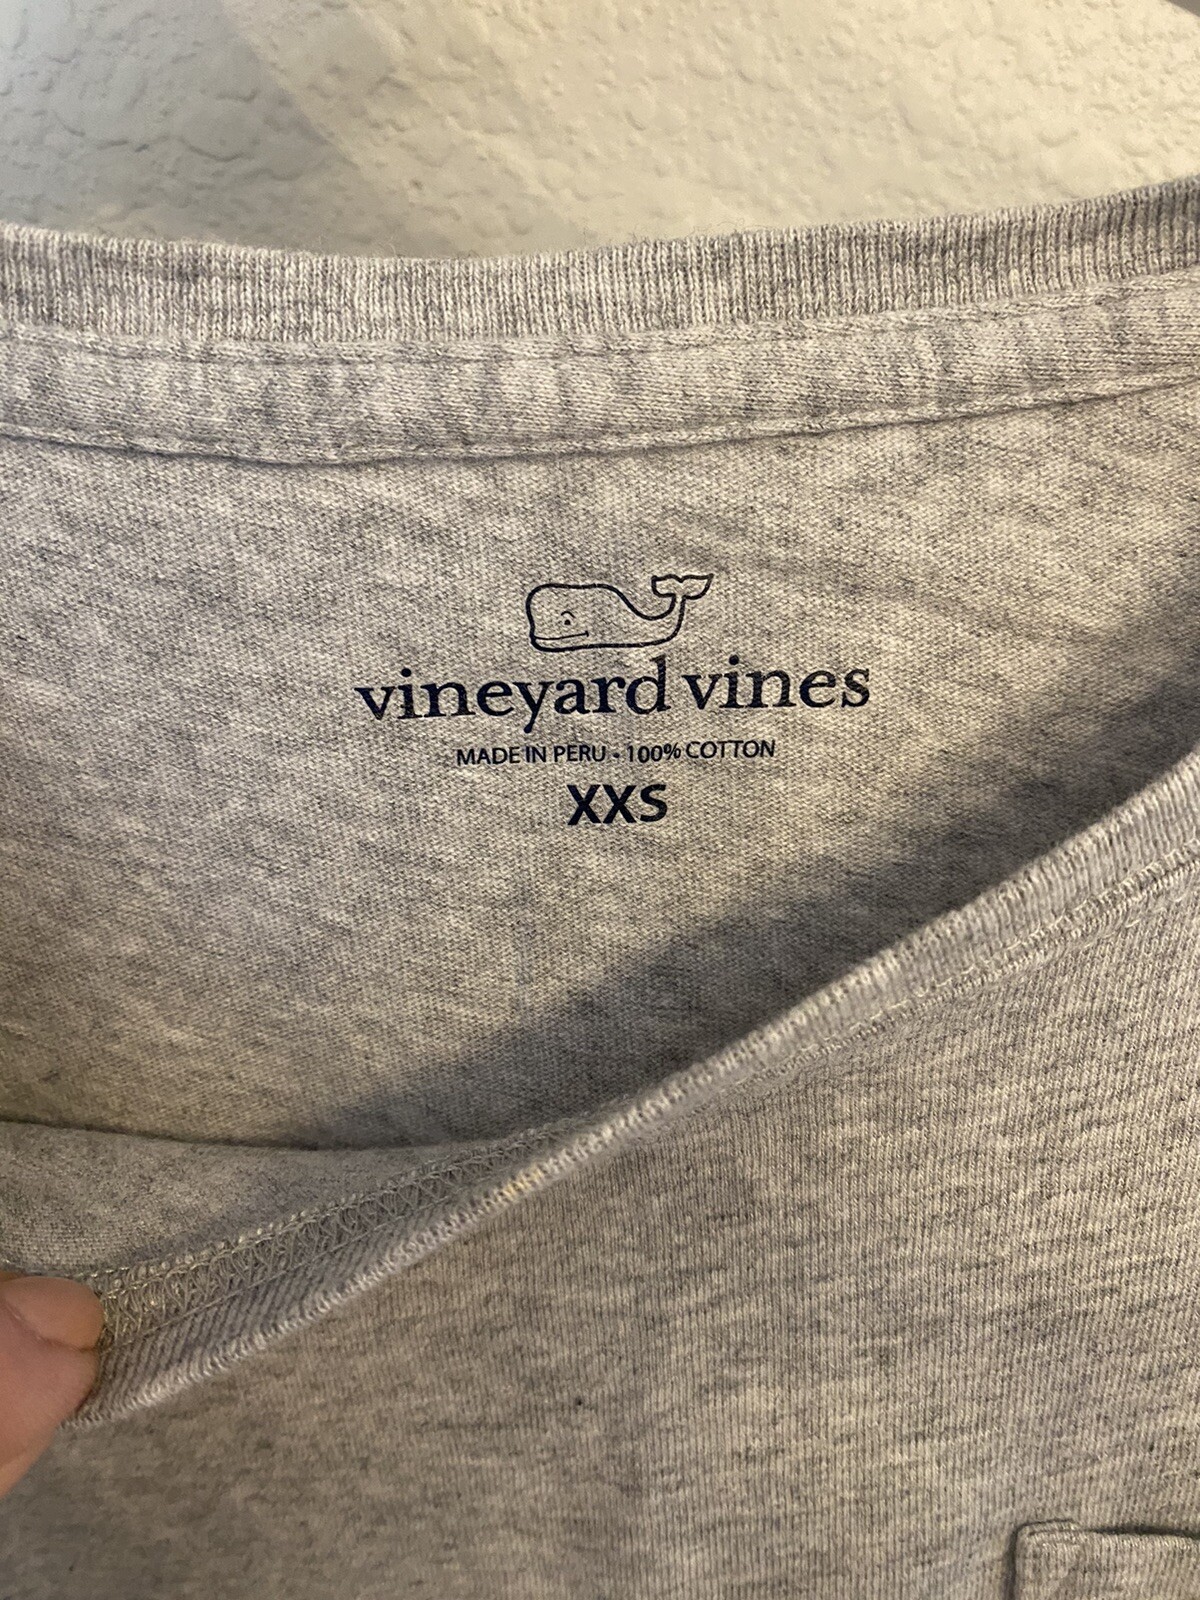 vineyard vines
MADE IN PERU • 100% COTTON
XXS